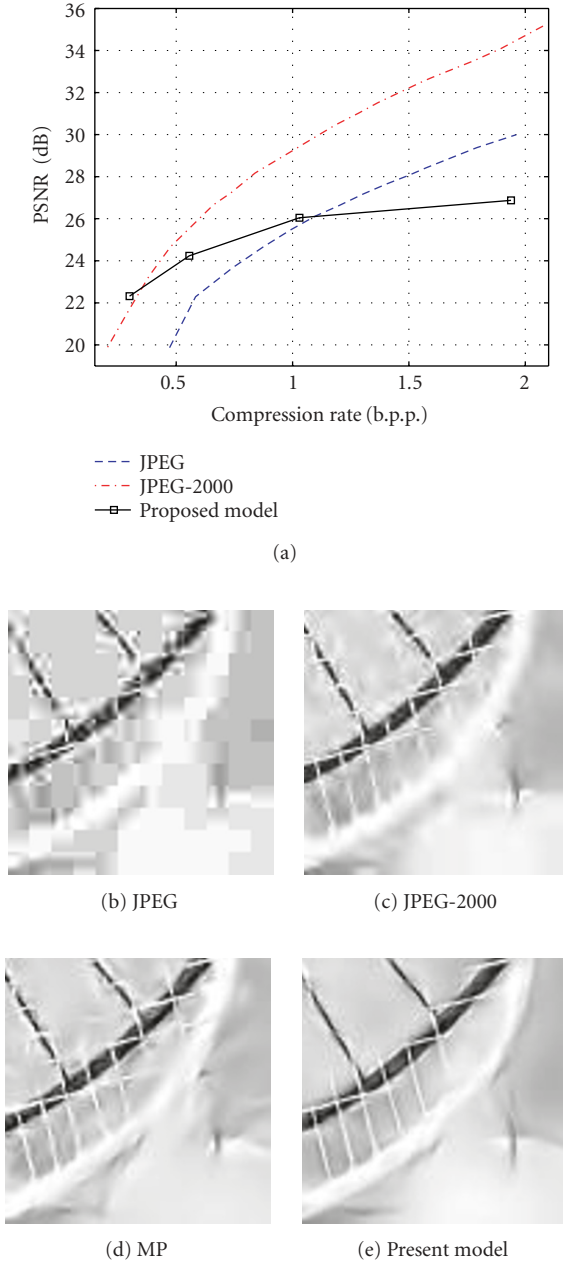 36
34
32
30
28
26
24
22
20
PSNR (dB)
0.5 1 1.5 2
Compression rate (b.p.p.)
JPEG
JPEG-2000
Proposed model
(a)
(b) JPEG (c) JPEG-2000
(d) MP (e) Present model